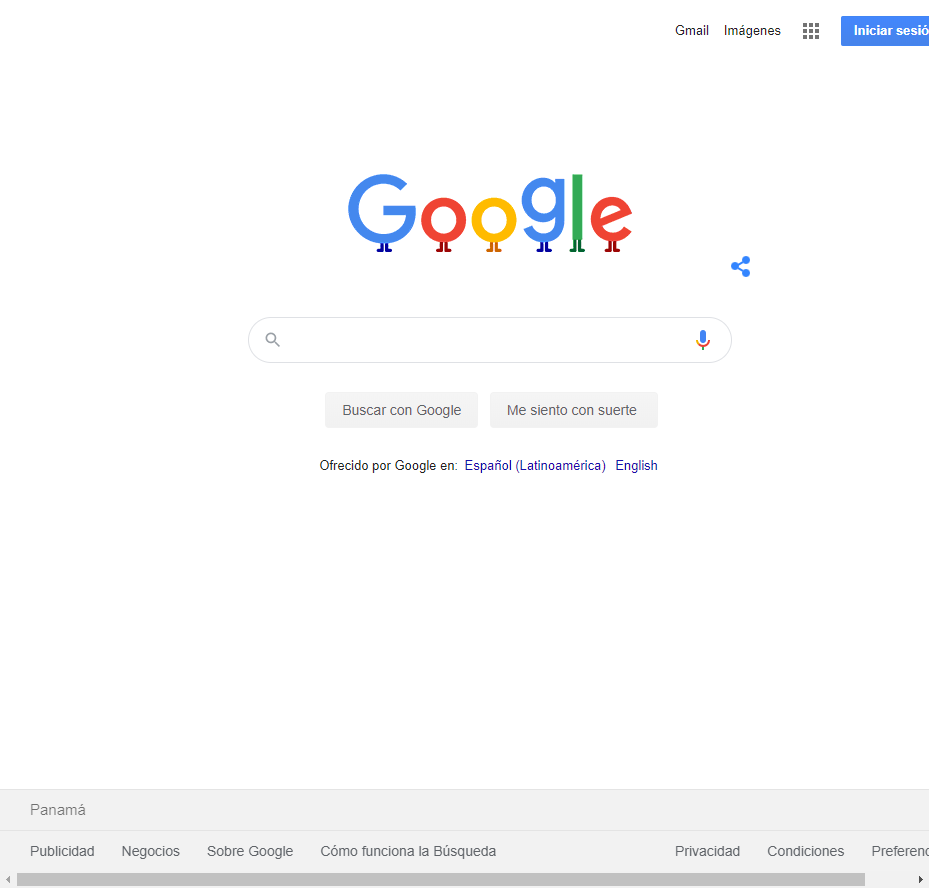 Gmail Imágenes Iniciar sesió
Google
Buscar con Google Me siento con suerte
Ofrecido por Google en: Español (Latinoamérica) English
Panamá
Publicidad Negocios Sobre Google Cómo funciona la Búsqueda Privacidad Condiciones Preferenc